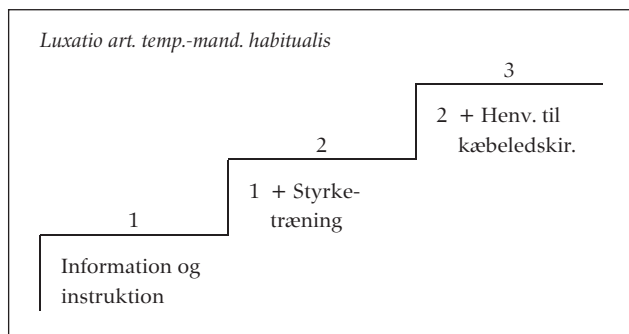 Luxatio art. temp.-mand. habitualis
3
2 + Henv. til
kæbeledskir.
2
1 + Styrke-
træning
1
Information og
instruktion